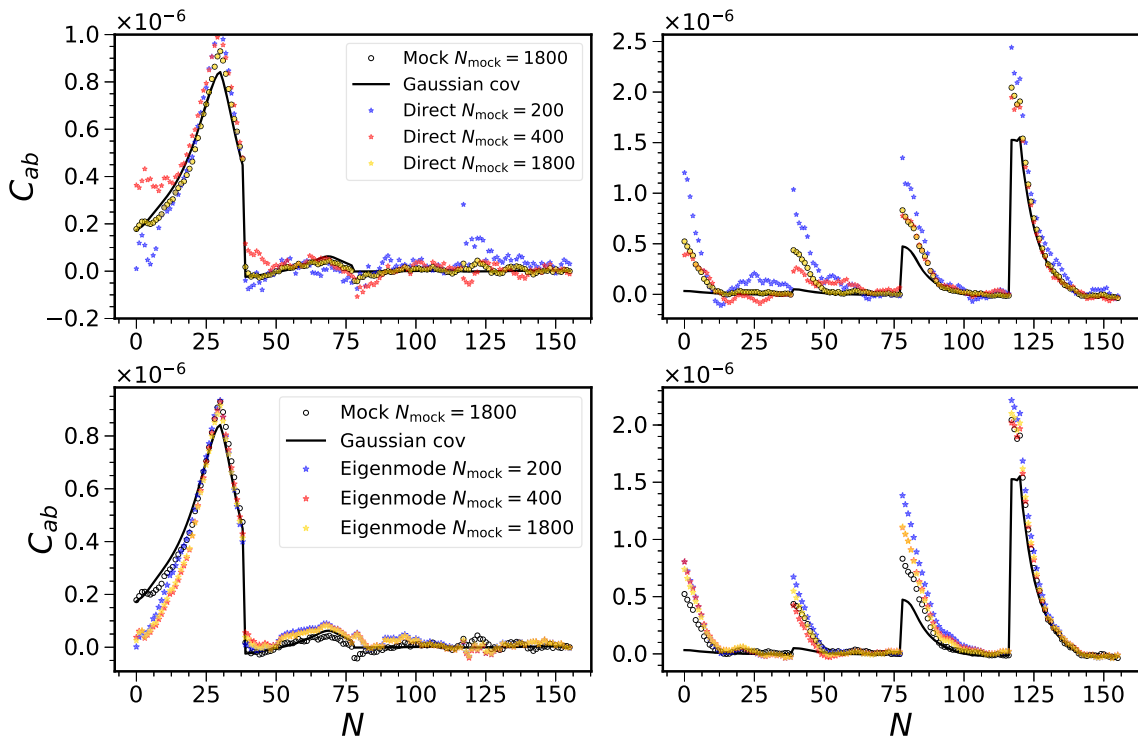 ×10⁻⁶
×10⁻⁶
C_ab
1.0
0.8
0.6
0.4
0.2
0.0
−0.2
Mock N_mock = 1800
Gaussian cov
Direct N_mock = 200
Direct N_mock = 400
Direct N_mock = 1800
0 25 50 75 100 125 150
2.5
2.0
1.5
1.0
0.5
0.0
0 25 50 75 100 125 150
×10⁻⁶
×10⁻⁶
C_ab
0.8
0.6
0.4
0.2
0.0
Mock N_mock = 1800
Gaussian cov
Eigenmode N_mock = 200
Eigenmode N_mock = 400
Eigenmode N_mock = 1800
0 25 50 75 100 125 150
N
2.0
1.5
1.0
0.5
0.0
0 25 50 75 100 125 150
N